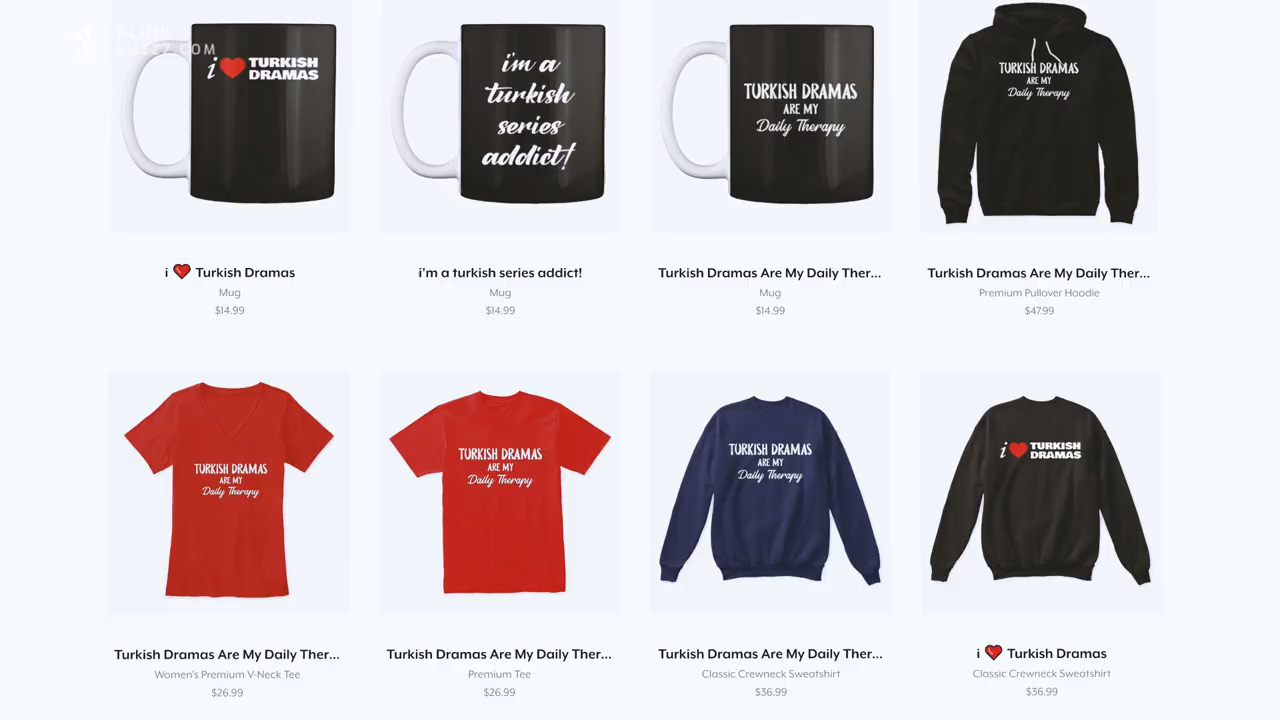 BLINK
BUZZZ.COM
i ❤ TURKISH
DRAMAS
i'm a
turkish
series
addict!
TURKISH DRAMAS
ARE MY
Daily Therapy
TURKISH DRAMAS
ARE MY
Daily Therapy
i ❤ Turkish Dramas
Mug
$14.99
i'm a turkish series addict!
Mug
$14.99
Turkish Dramas Are My Daily Ther...
Mug
$14.99
Turkish Dramas Are My Daily Ther...
Premium Pullover Hoodie
$47.99
TURKISH DRAMAS
ARE MY
Daily Therapy
TURKISH DRAMAS
ARE MY
Daily Therapy
TURKISH DRAMAS
ARE MY
Daily Therapy
i ❤ TURKISH
DRAMAS
Turkish Dramas Are My Daily Ther...
Women's Premium V-Neck Tee
$26.99
Turkish Dramas Are My Daily Ther...
Premium Tee
$26.99
Turkish Dramas Are My Daily Ther...
Classic Crewneck Sweatshirt
$36.99
i ❤ Turkish Dramas
Classic Crewneck Sweatshirt
$36.99